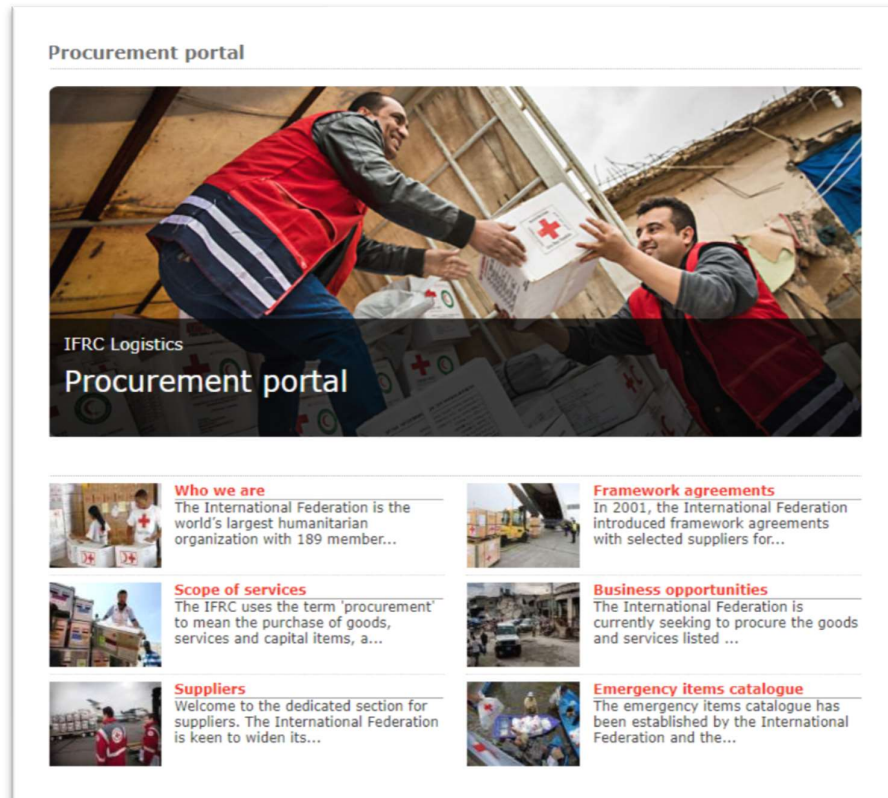 Procurement portal
IFRC Logistics
Procurement portal
Who we are
The International Federation is the
world's largest humanitarian
organization with 189 member...
Scope of services
The IFRC uses the term 'procurement'
to mean the purchase of goods,
services and capital items, a...
Suppliers
Welcome to the dedicated section for
suppliers. The International Federation
is keen to widen its...
Framework agreements
In 2001, the International Federation
introduced framework agreements
with selected suppliers for...
Business opportunities
The International Federation is
currently seeking to procure the goods
and services listed ...
Emergency items catalogue
The emergency items catalogue has
been established by the International
Federation and the...